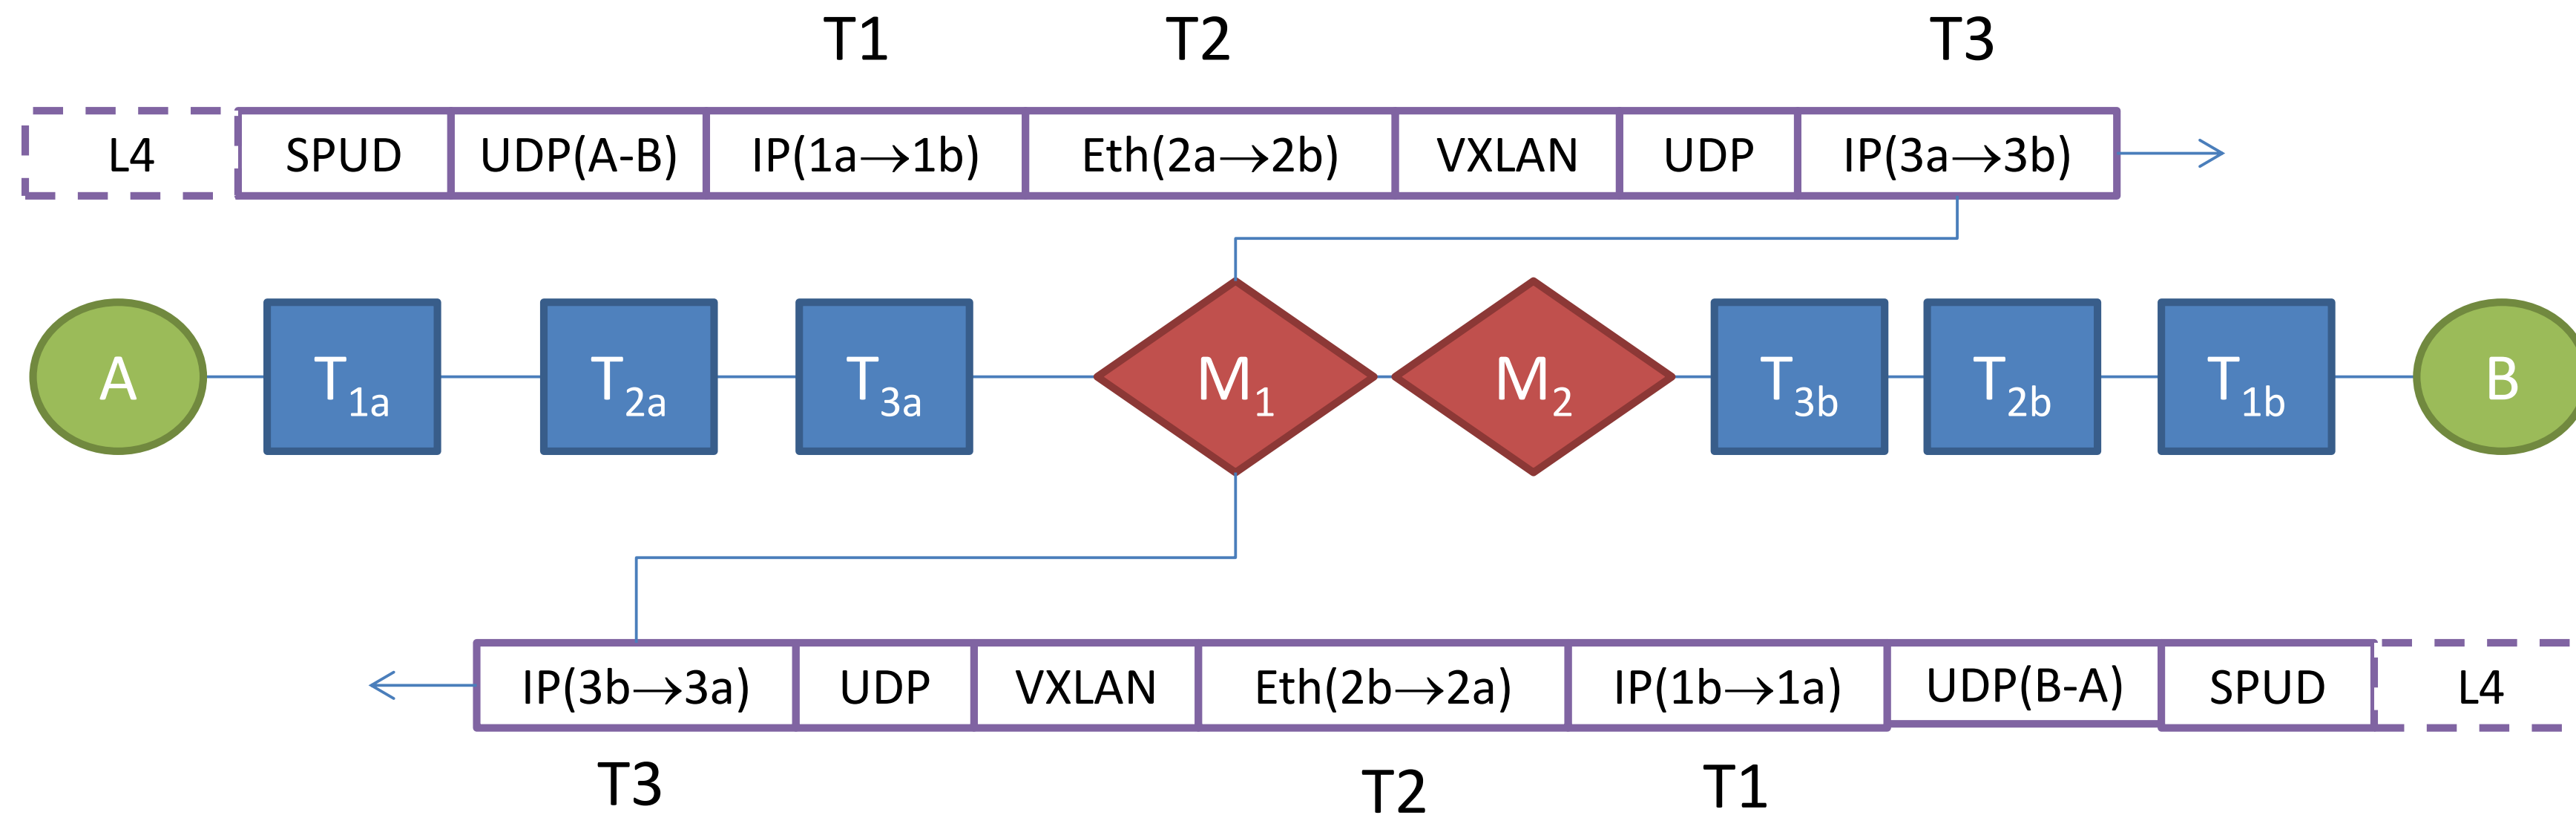 T1 T2 T3
L4 SPUD UDP(A-B) IP(1a→1b) Eth(2a→2b) VXLAN UDP IP(3a→3b)
A T1a T2a T3a M1 M2 T3b T2b T1b B
IP(3b→3a) UDP VXLAN Eth(2b→2a) IP(1b→1a) UDP(B-A) SPUD L4
T3 T2 T1